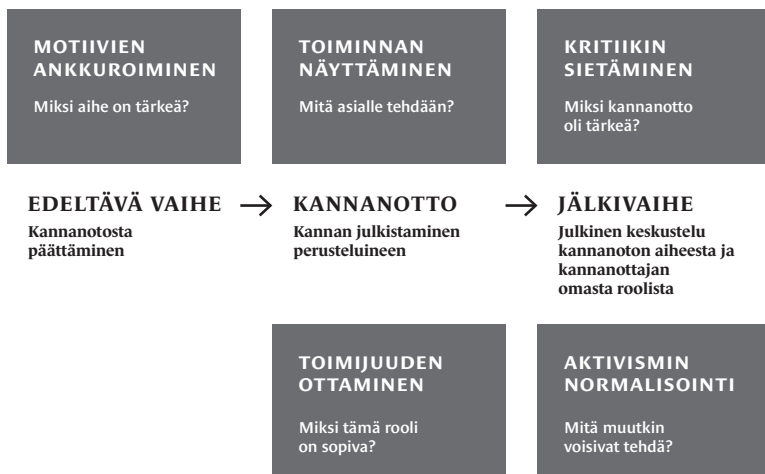 MOTIIVIEN
ANKKUROIMINEN
Miksi aihe on tärkeä?
TOIMINNAN
NÄYTTÄMINEN
Mitä asialle tehdään?
KRITIIKIN
SIETÄMINEN
Miksi kannanotto
oli tärkeä?
EDELTÄVÄ VAIHE
Kannanotosta
päättäminen
KANNANOTTO
Kannan julkistaminen
perusteluineen
JÄLKIVAIHE
Julkinen keskustelu
kannanoton aiheesta ja
kannanottajan
omasta roolista
TOIMIJUUDEN
OTTAMINEN
Miksi tämä rooli
on sopiva?
AKTIVISMIN
NORMALISOINTI
Mitä muutkin
voisivat tehdä?